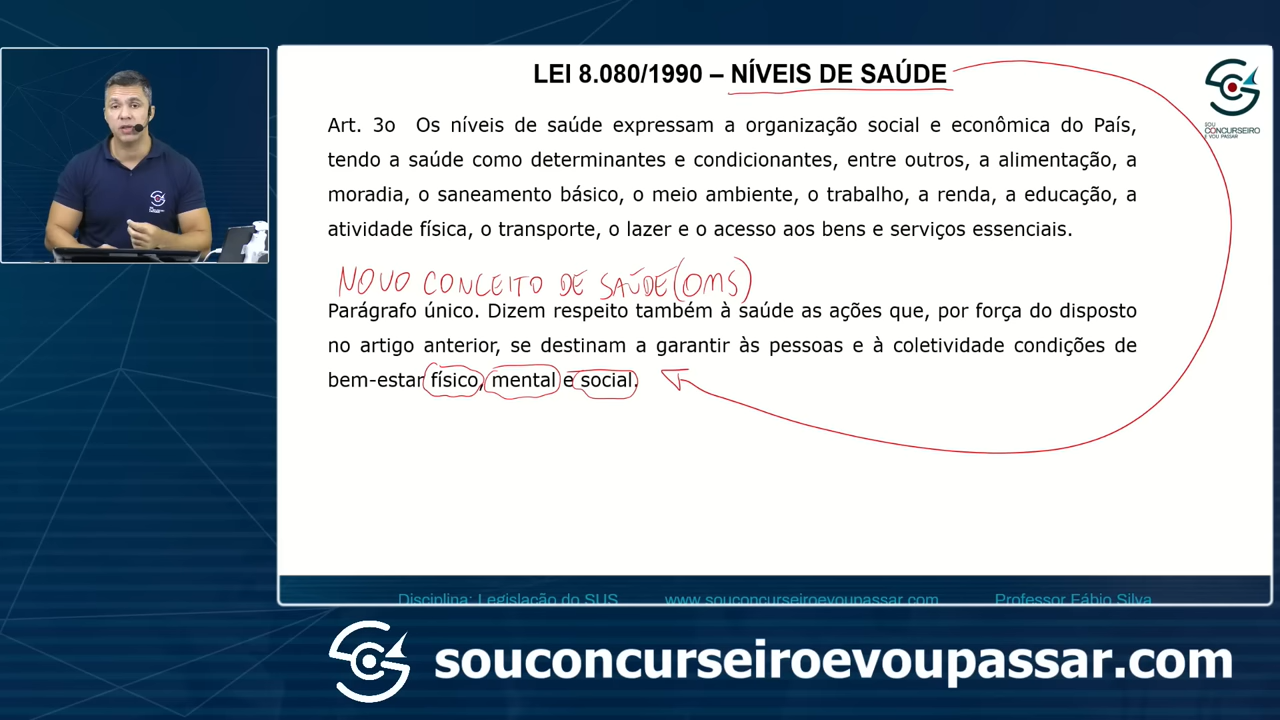 LEI 8.080/1990 – NÍVEIS DE SAÚDE
SOU
CONCURSEIRO
E VOU PASSAR
Art. 3o Os níveis de saúde expressam a organização social e econômica do País,
tendo a saúde como determinantes e condicionantes, entre outros, a alimentação, a
moradia, o saneamento básico, o meio ambiente, o trabalho, a renda, a educação, a
atividade física, o transporte, o lazer e o acesso aos bens e serviços essenciais.
NOVO CONCEITO DE SAÚDE (OMS)
Parágrafo único. Dizem respeito também à saúde as ações que, por força do disposto
no artigo anterior, se destinam a garantir às pessoas e à coletividade condições de
bem-estar físico, mental e social.
Disciplina: Legislação do SUS www.souconcurseiroevoupassar.com Professor Fábio Silva
souconcurseiroevoupassar.com